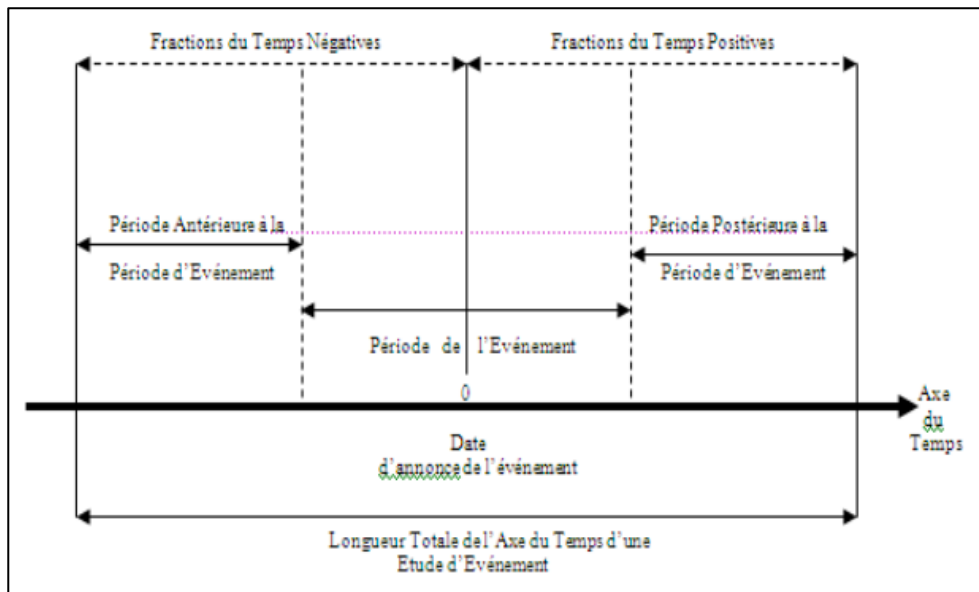 Fractions du Temps Négatives
Fractions du Temps Positives
Période Antérieure à la
Période d’Evénement
Période Postérieure à la
Période d’Evénement
Période de l’Evénement
0
Axe
du
Temps
Date
d’annonce de l’événement
Longueur Totale de l’Axe du Temps d’une
Etude d’Evénement